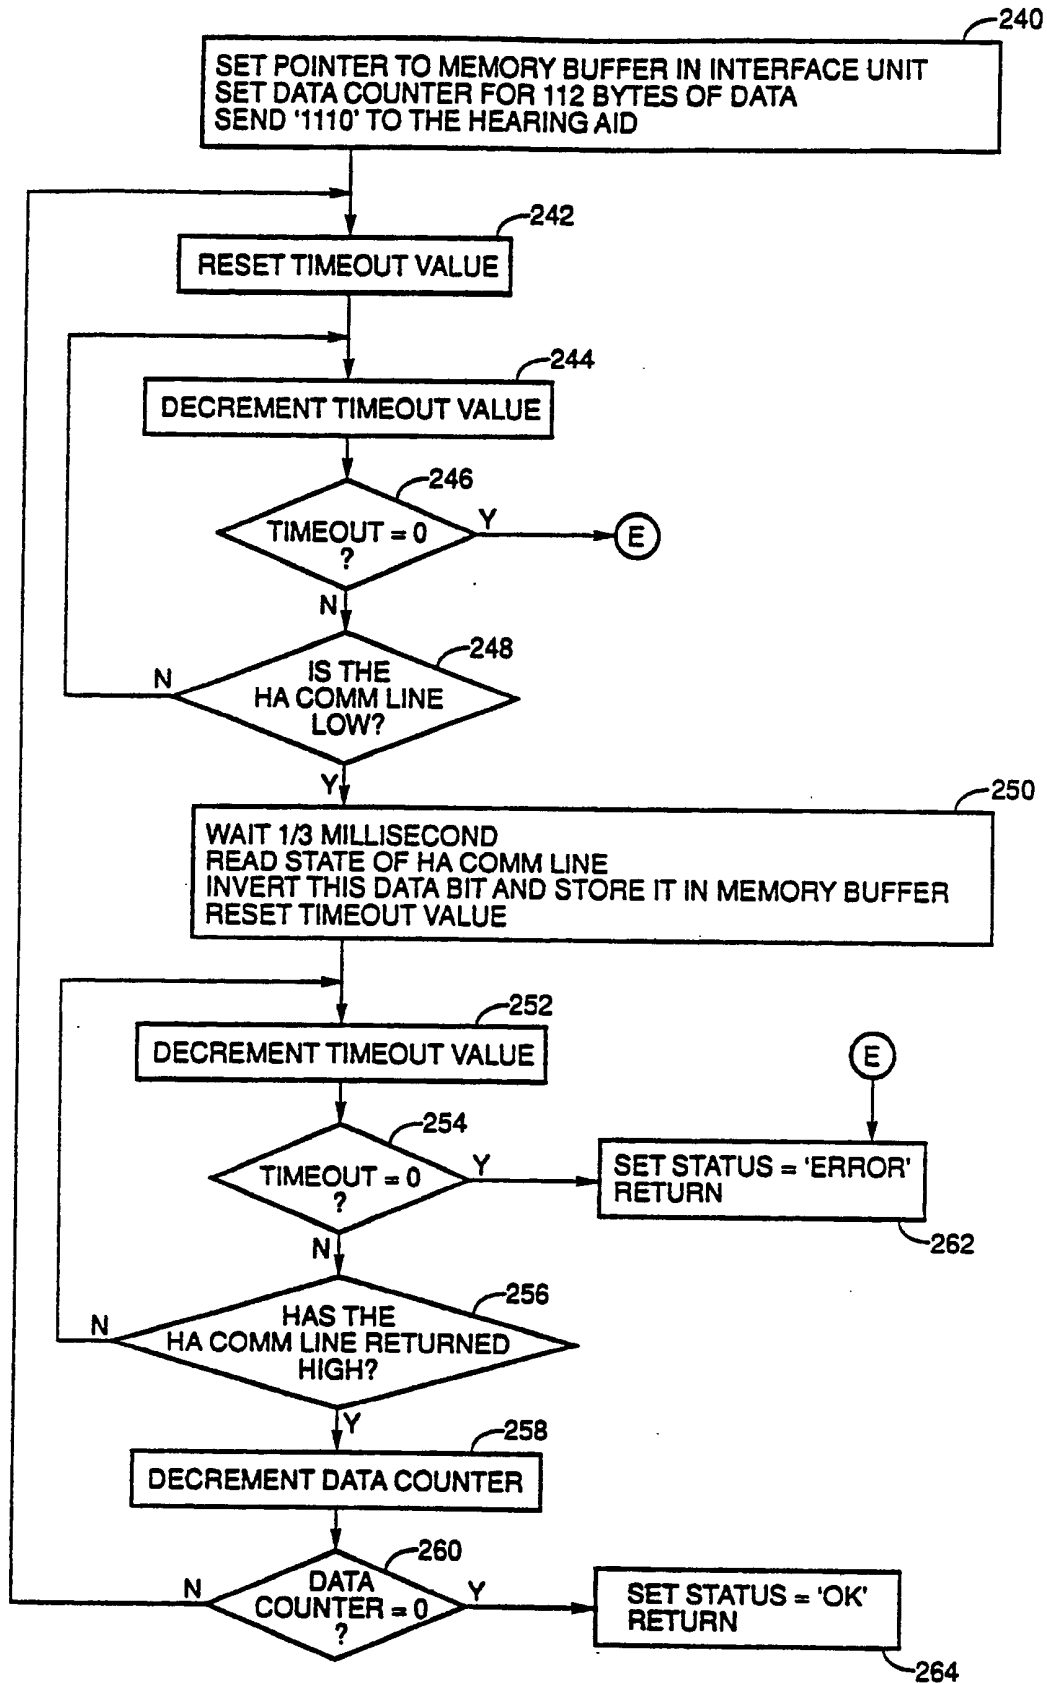 240
SET POINTER TO MEMORY BUFFER IN INTERFACE UNIT
SET DATA COUNTER FOR 112 BYTES OF DATA
SEND '1110' TO THE HEARING AID
242
RESET TIMEOUT VALUE
244
DECREMENT TIMEOUT VALUE
246
TIMEOUT = 0
?
Y
E
N
248
IS THE
HA COMM LINE
LOW?
N
Y
250
WAIT 1/3 MILLISECOND
READ STATE OF HA COMM LINE
INVERT THIS DATA BIT AND STORE IT IN MEMORY BUFFER
RESET TIMEOUT VALUE
252
DECREMENT TIMEOUT VALUE
E
254
TIMEOUT = 0
?
Y
SET STATUS = 'ERROR'
RETURN
262
N
256
HAS THE
HA COMM LINE RETURNED
HIGH?
N
Y
258
DECREMENT DATA COUNTER
260
DATA
COUNTER = 0
?
N
Y
SET STATUS = 'OK'
RETURN
264